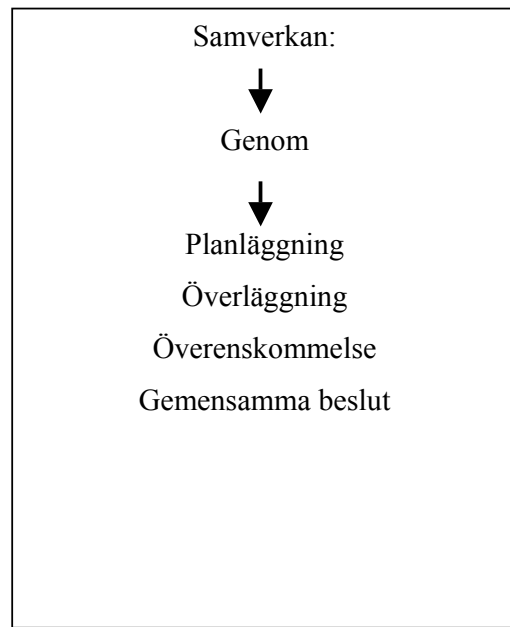 Samverkan:
Genom
Planläggning
Överläggning
Överenskommelse
Gemensamma beslut